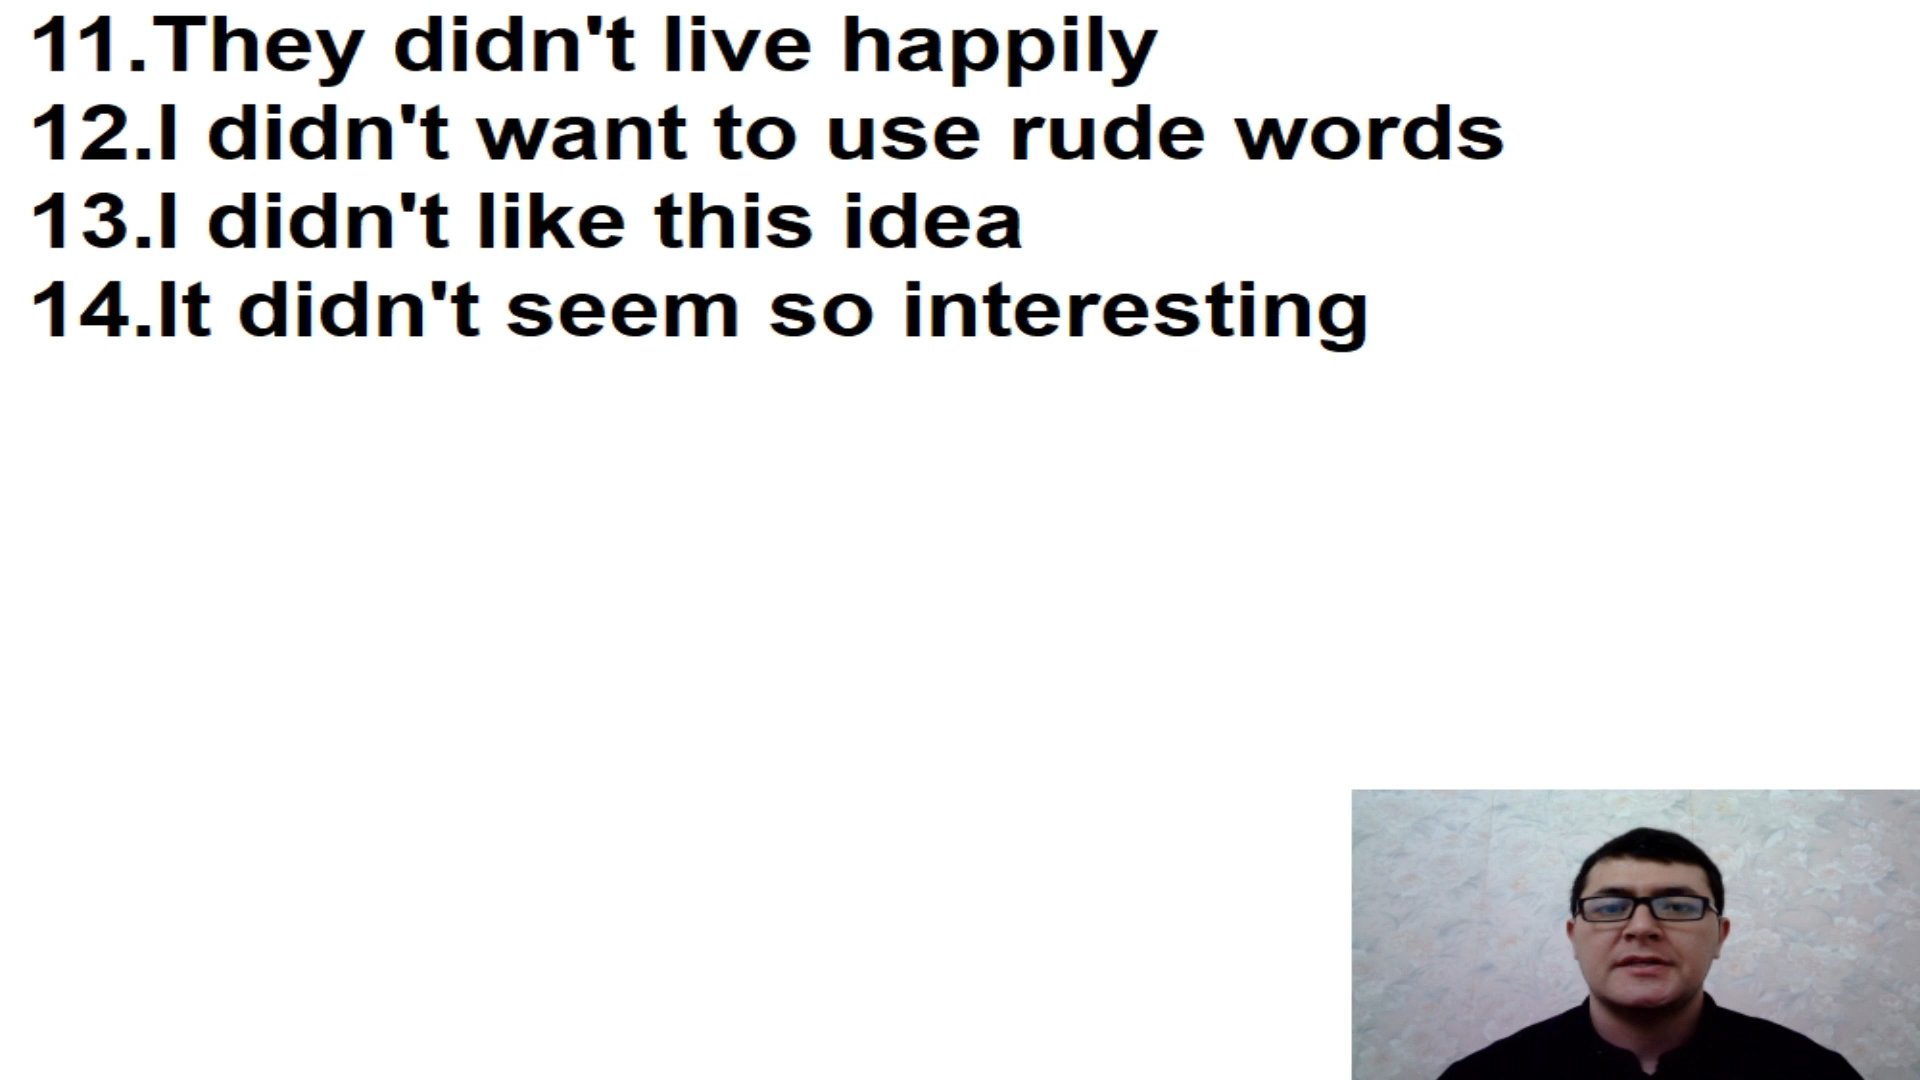 11.They didn't live happily
12.I didn't want to use rude words
13.I didn't like this idea
14.It didn't seem so interesting